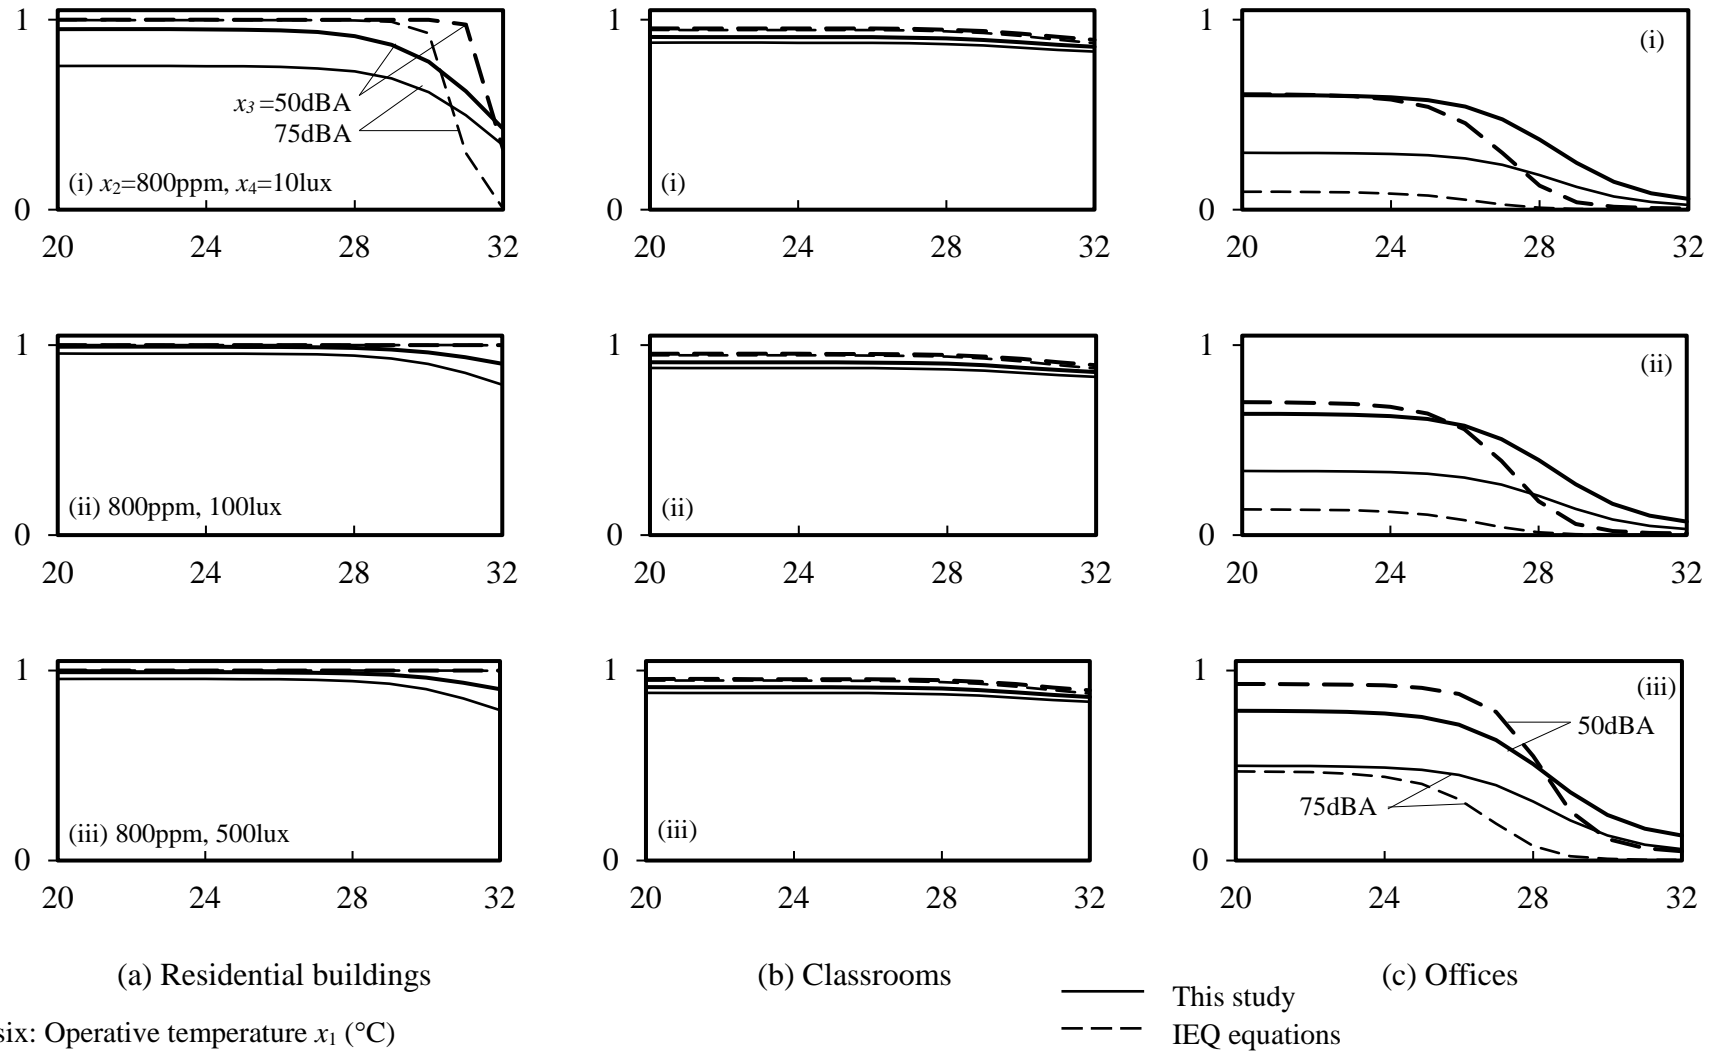 1
x3 =50dBA
75dBA
(i) x2=800ppm, x4=10lux
0
20 24 28 32
1
(i)
0
20 24 28 32
1
(i)
0
20 24 28 32
1
(ii) 800ppm, 100lux
0
20 24 28 32
1
(ii)
0
20 24 28 32
1
(ii)
0
20 24 28 32
1
(iii) 800ppm, 500lux
0
20 24 28 32
1
(iii)
0
20 24 28 32
1
(iii)
50dBA
75dBA
0
20 24 28 32
(a) Residential buildings
(b) Classrooms
(c) Offices
This study
IEQ equations
six: Operative temperature x1 (°C)